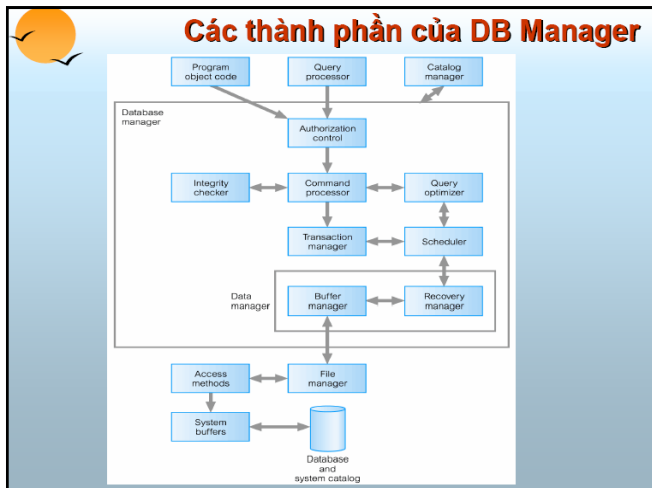 Các thành phần của DB Manager
Program
object code
Query
processor
Catalog
manager
Database
manager
Authorization
control
Integrity
checker
Command
processor
Query
optimizer
Transaction
manager
Scheduler
Data
manager
Buffer
manager
Recovery
manager
Access
methods
File
manager
System
buffers
Database
and
system catalog